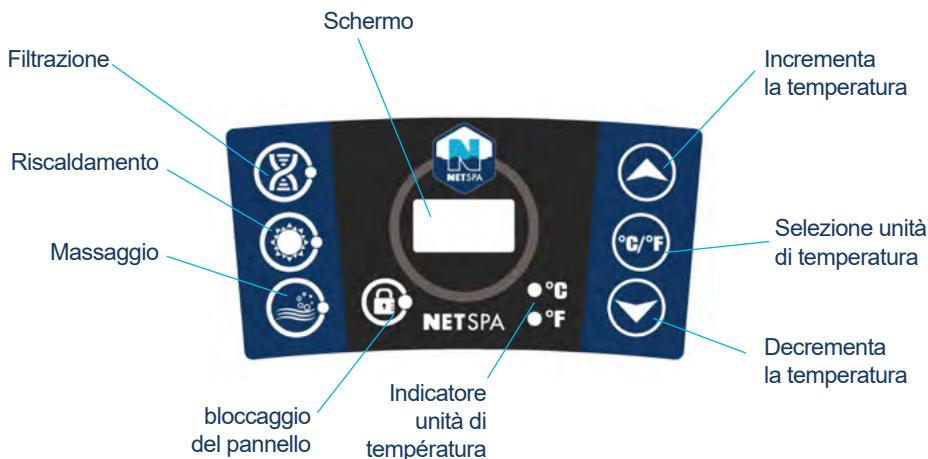 Schermo
Filtrazione
Incrementa
la temperatura
NETSPA
Riscaldamento
°C/°F
Selezione unità
di temperatura
Massaggio
°C
NETSPA
°F
Decrementa
la temperatura
Indicatore
unità di
températura
bloccaggio
del pannello